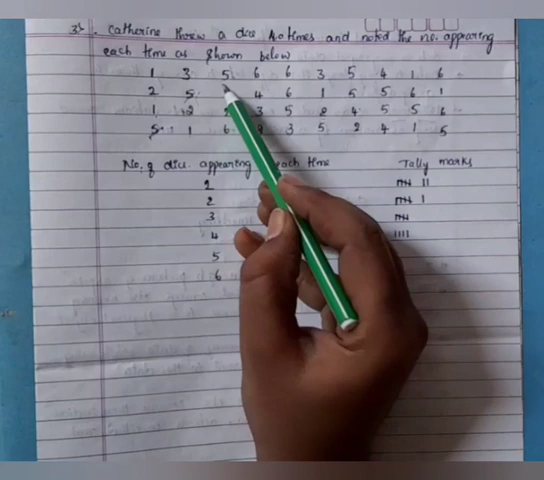 3). Catherine threw a dice 40 times and noted the no. appearing
each time as shown below
1 3 5 6 6 3 5 4 1 6
2 5 4 6 1 5 5 6 1
1 2 3 5 2 4 5 5 6
5 1 6 3 5 2 4 1 5
No. of dice appearing each time Tally marks
1 |||| ||
2 |||| |
3 ||||
4 ||||
5
6